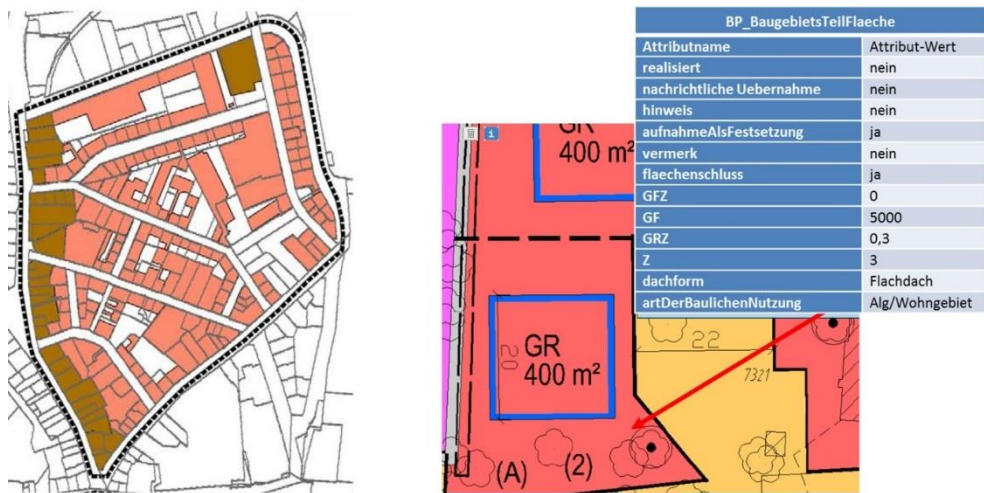 BP_BaugebietsTeilFlaeche
Attributname Attribut-Wert
realisiert nein
nachrichtliche Uebernahme nein
hinweis nein
aufnahmeAlsFestsetzung ja
vermerk nein
flaechenschluss ja
GFZ 0
GF 5000
GRZ 0,3
Z 3
dachform Flachdach
artDerBaulichenNutzung Alg/Wohngebiet
i
GR
400 m²
GR
20
400 m²
22
7321
(A) (2)